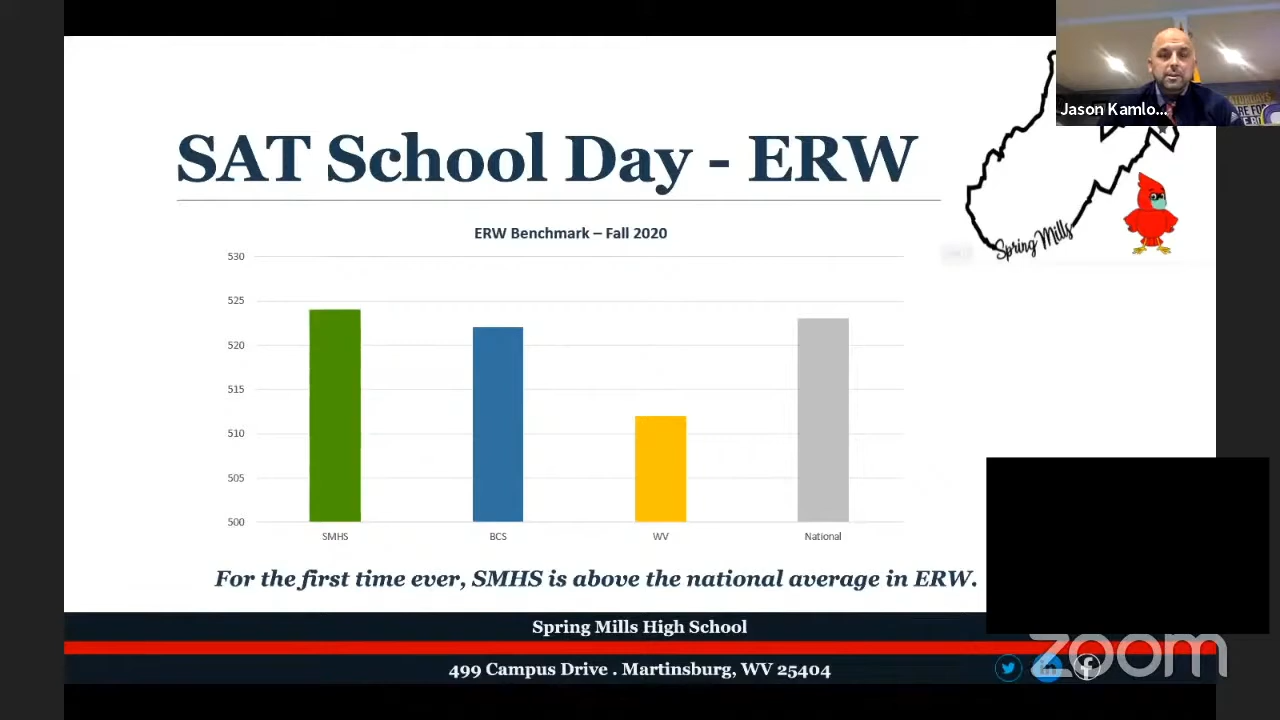 Jason Kamlo...
SAT School Day - ERW
Spring Mills
ERW Benchmark – Fall 2020
530
525
520
515
510
505
500
SMHS
BCS
WV
National
For the first time ever, SMHS is above the national average in ERW.
Spring Mills High School
499 Campus Drive . Martinsburg, WV 25404
zoom